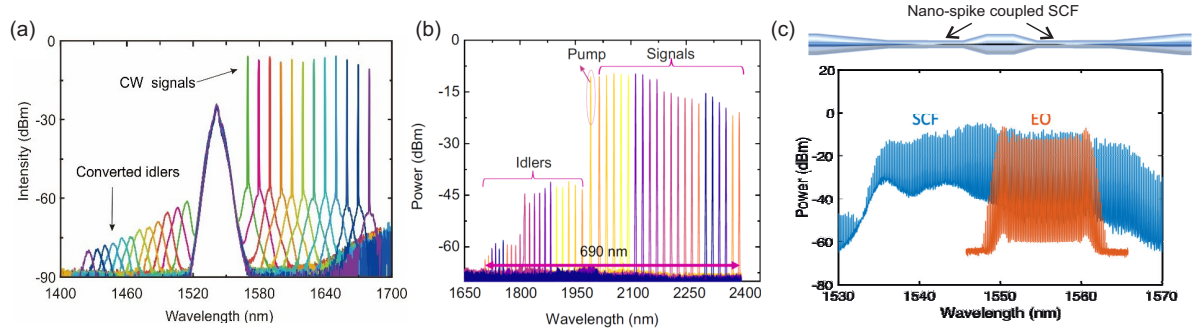 (a)
0
-30
-60
-90
Intensity (dBm)
CW signals
Converted idlers
1400 1460 1520 1580 1640 1700
Wavelength (nm)
(b)
0
-15
-30
-45
-60
Power (dBm)
Pump
Signals
Idlers
690 nm
1650 1800 1950 2100 2250 2400
Wavelength (nm)
(c)
Nano-spike coupled SCF
20
0
-20
-40
-60
-80
Power (dBm)
SCF
EO
1530 1540 1550 1560 1570
Wavelength (nm)